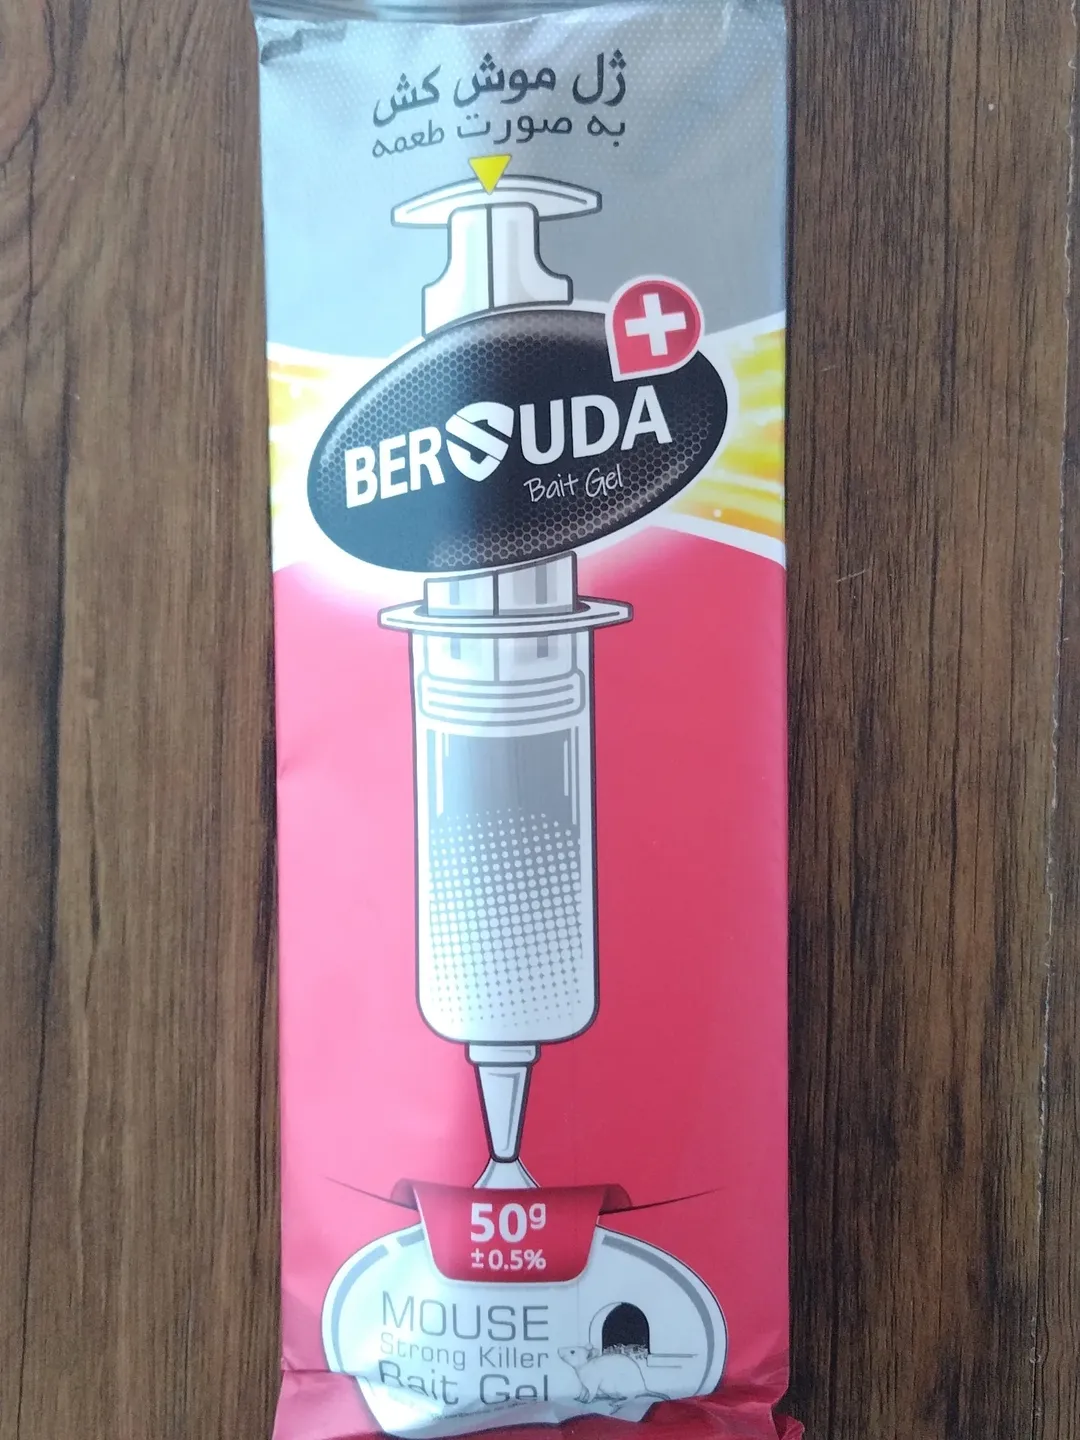 ژل موش کش
به صورت طعمه
BERSUDA
Bait Gel
50g
±0.5%
MOUSE
Strong Killer
Bait Gel